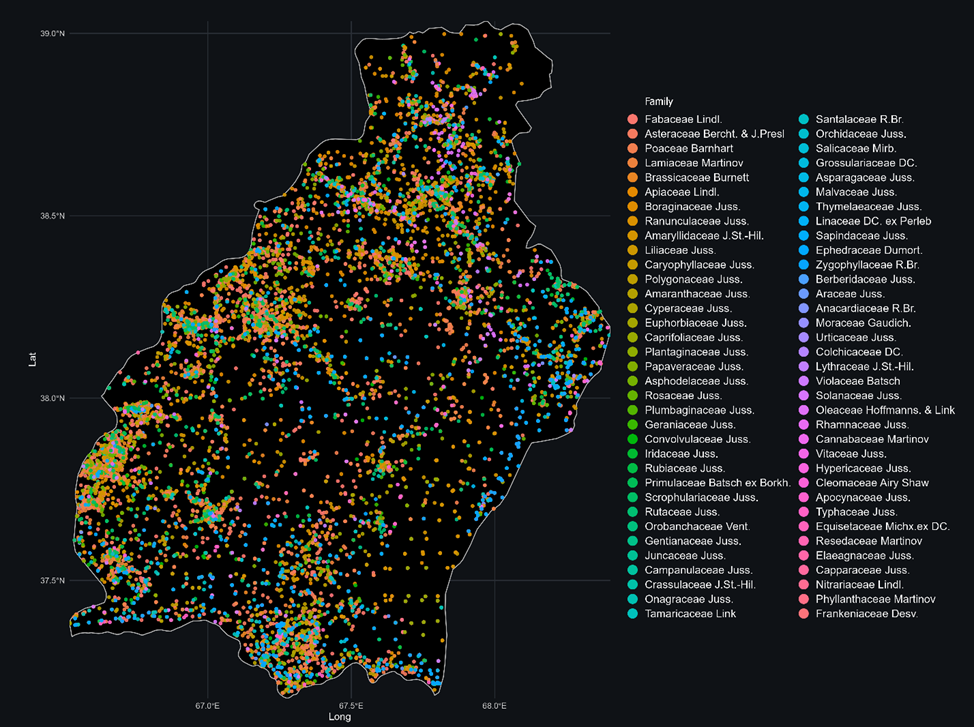 39.0°N
38.5°N
38.0°N
37.5°N
Lat
67.0°E
67.5°E
68.0°E
Long
Family
Fabaceae Lindl.
Asteraceae Bercht. & J.Presl
Poaceae Barnhart
Lamiaceae Martinov
Brassicaceae Burnett
Apiaceae Lindl.
Boraginaceae Juss.
Ranunculaceae Juss.
Amaryllidaceae J.St.-Hil.
Liliaceae Juss.
Caryophyllaceae Juss.
Polygonaceae Juss.
Amaranthaceae Juss.
Cyperaceae Juss.
Euphorbiaceae Juss.
Caprifoliaceae Juss.
Plantaginaceae Juss.
Papaveraceae Juss.
Asphodelaceae Juss.
Rosaceae Juss.
Plumbaginaceae Juss.
Geraniaceae Juss.
Convolvulaceae Juss.
Iridaceae Juss.
Rubiaceae Juss.
Primulaceae Batsch ex Borkh.
Scrophulariaceae Juss.
Rutaceae Juss.
Orobanchaceae Vent.
Gentianaceae Juss.
Juncaceae Juss.
Campanulaceae Juss.
Crassulaceae J.St.-Hil.
Onagraceae Juss.
Tamaricaceae Link
Santalaceae R.Br.
Orchidaceae Juss.
Salicaceae Mirb.
Grossulariaceae DC.
Asparagaceae Juss.
Malvaceae Juss.
Thymelaeaceae Juss.
Linaceae DC. ex Perleb
Sapindaceae Juss.
Ephedraceae Dumort.
Zygophyllaceae R.Br.
Berberidaceae Juss.
Araceae Juss.
Anacardiaceae R.Br.
Moraceae Gaudich.
Urticaceae Juss.
Colchicaceae DC.
Lythraceae J.St.-Hil.
Violaceae Batsch
Solanaceae Juss.
Oleaceae Hoffmanns. & Link
Rhamnaceae Juss.
Cannabaceae Martinov
Vitaceae Juss.
Hypericaceae Juss.
Cleomaceae Airy Shaw
Apocynaceae Juss.
Typhaceae Juss.
Equisetaceae Michx.ex DC.
Resedaceae Martinov
Elaeagnaceae Juss.
Capparaceae Juss.
Nitrariaceae Lindl.
Phyllanthaceae Martinov
Frankeniaceae Desv.